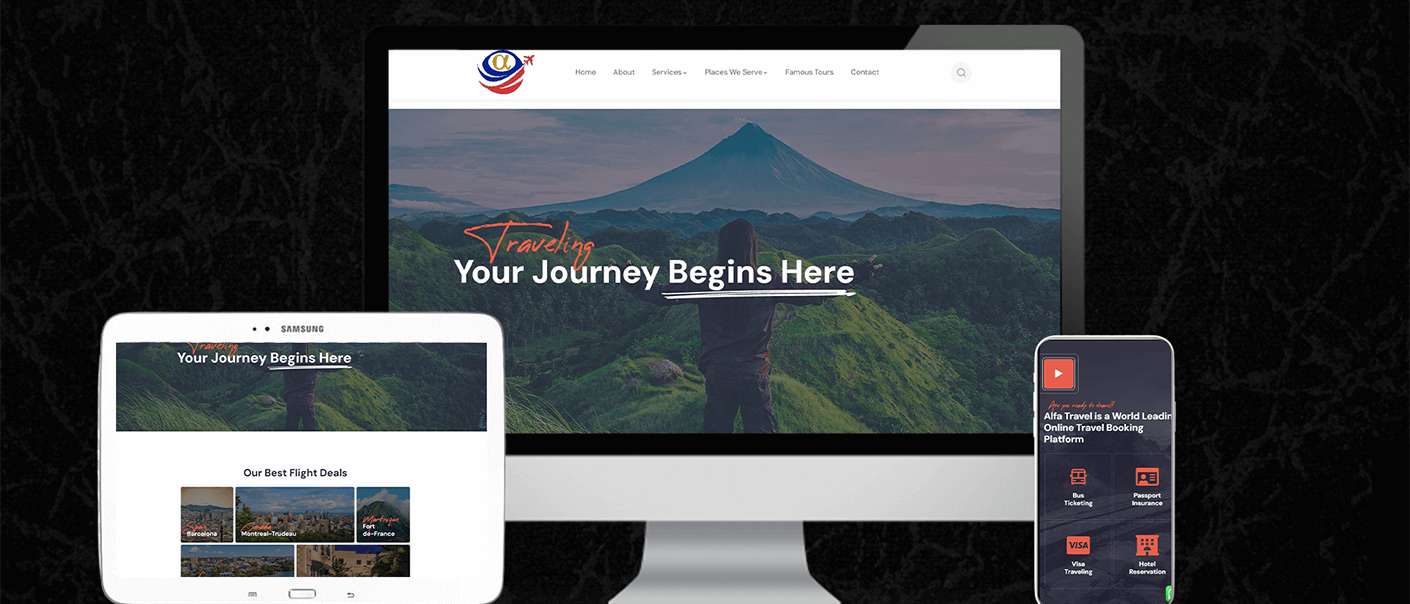 α
Home About Services Places We Serve Famous Tours Contact
Traveling
Your Journey Begins Here
SAMSUNG
Traveling
Your Journey Begins Here
Our Best Flight Deals
Spain
Barcelona
Canada
Montreal-Trudeau
Martinique
Fort
de-France
Are you ready to travel?
Alfa Travel is a World Leadin
Online Travel Booking
Platform
Bus
Ticketing
Passport
Insurance
VISA
Visa
Traveling
Hotel
Reservation